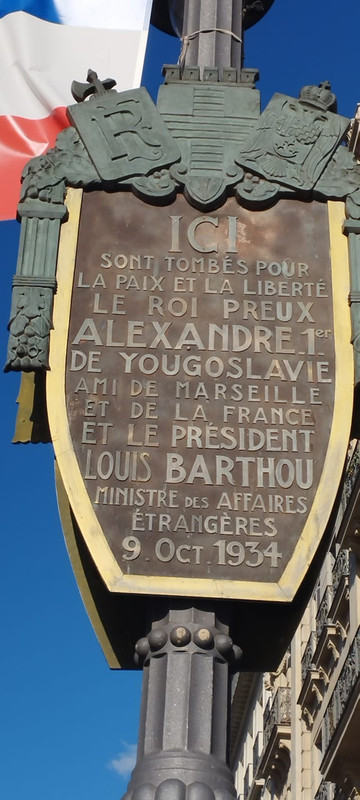 R
ICI
SONT TOMBÉS POUR
LA PAIX ET LA LIBERTÉ
LE ROI PREUX
ALEXANDRE.1er
DE YOUGOSLAVIE
AMI DE MARSEILLE
ET DE LA FRANCE
ET LE PRÉSIDENT
LOUIS BARTHOU
MINISTRE DES AFFAIRES
ÉTRANGÈRES
9.OCT.1934